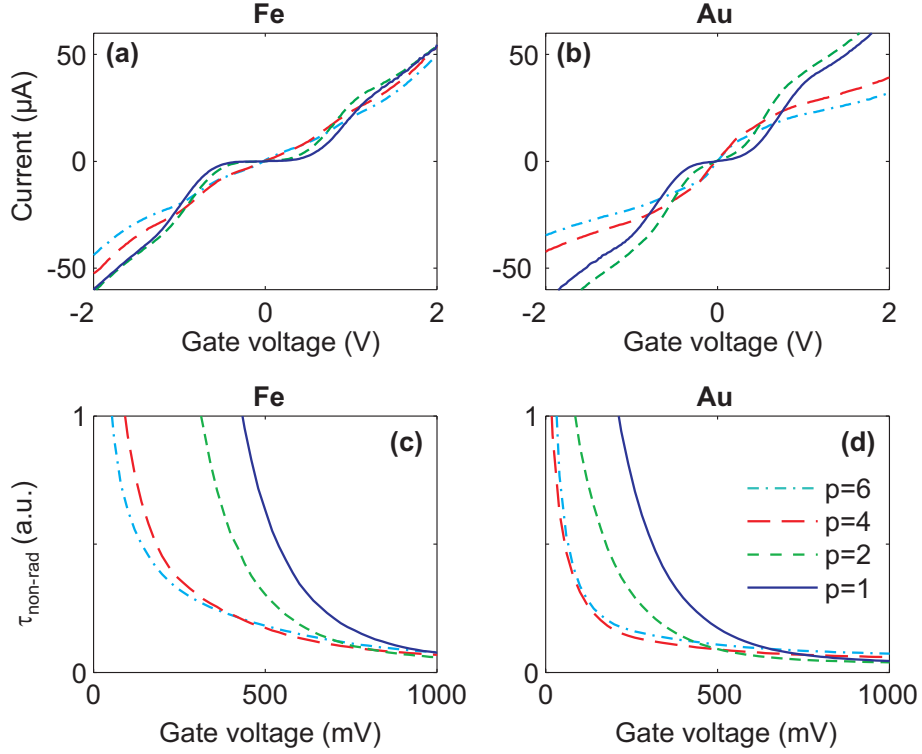 Fe
Au
(a)
(b)
Current (µA)
50
0
-50
50
0
-50
-2
0
2
-2
0
2
Gate voltage (V)
Gate voltage (V)
Fe
Au
(c)
(d)
τnon-rad (a.u.)
1
0
1
0
p=6
p=4
p=2
p=1
0
500
1000
0
500
1000
Gate voltage (mV)
Gate voltage (mV)